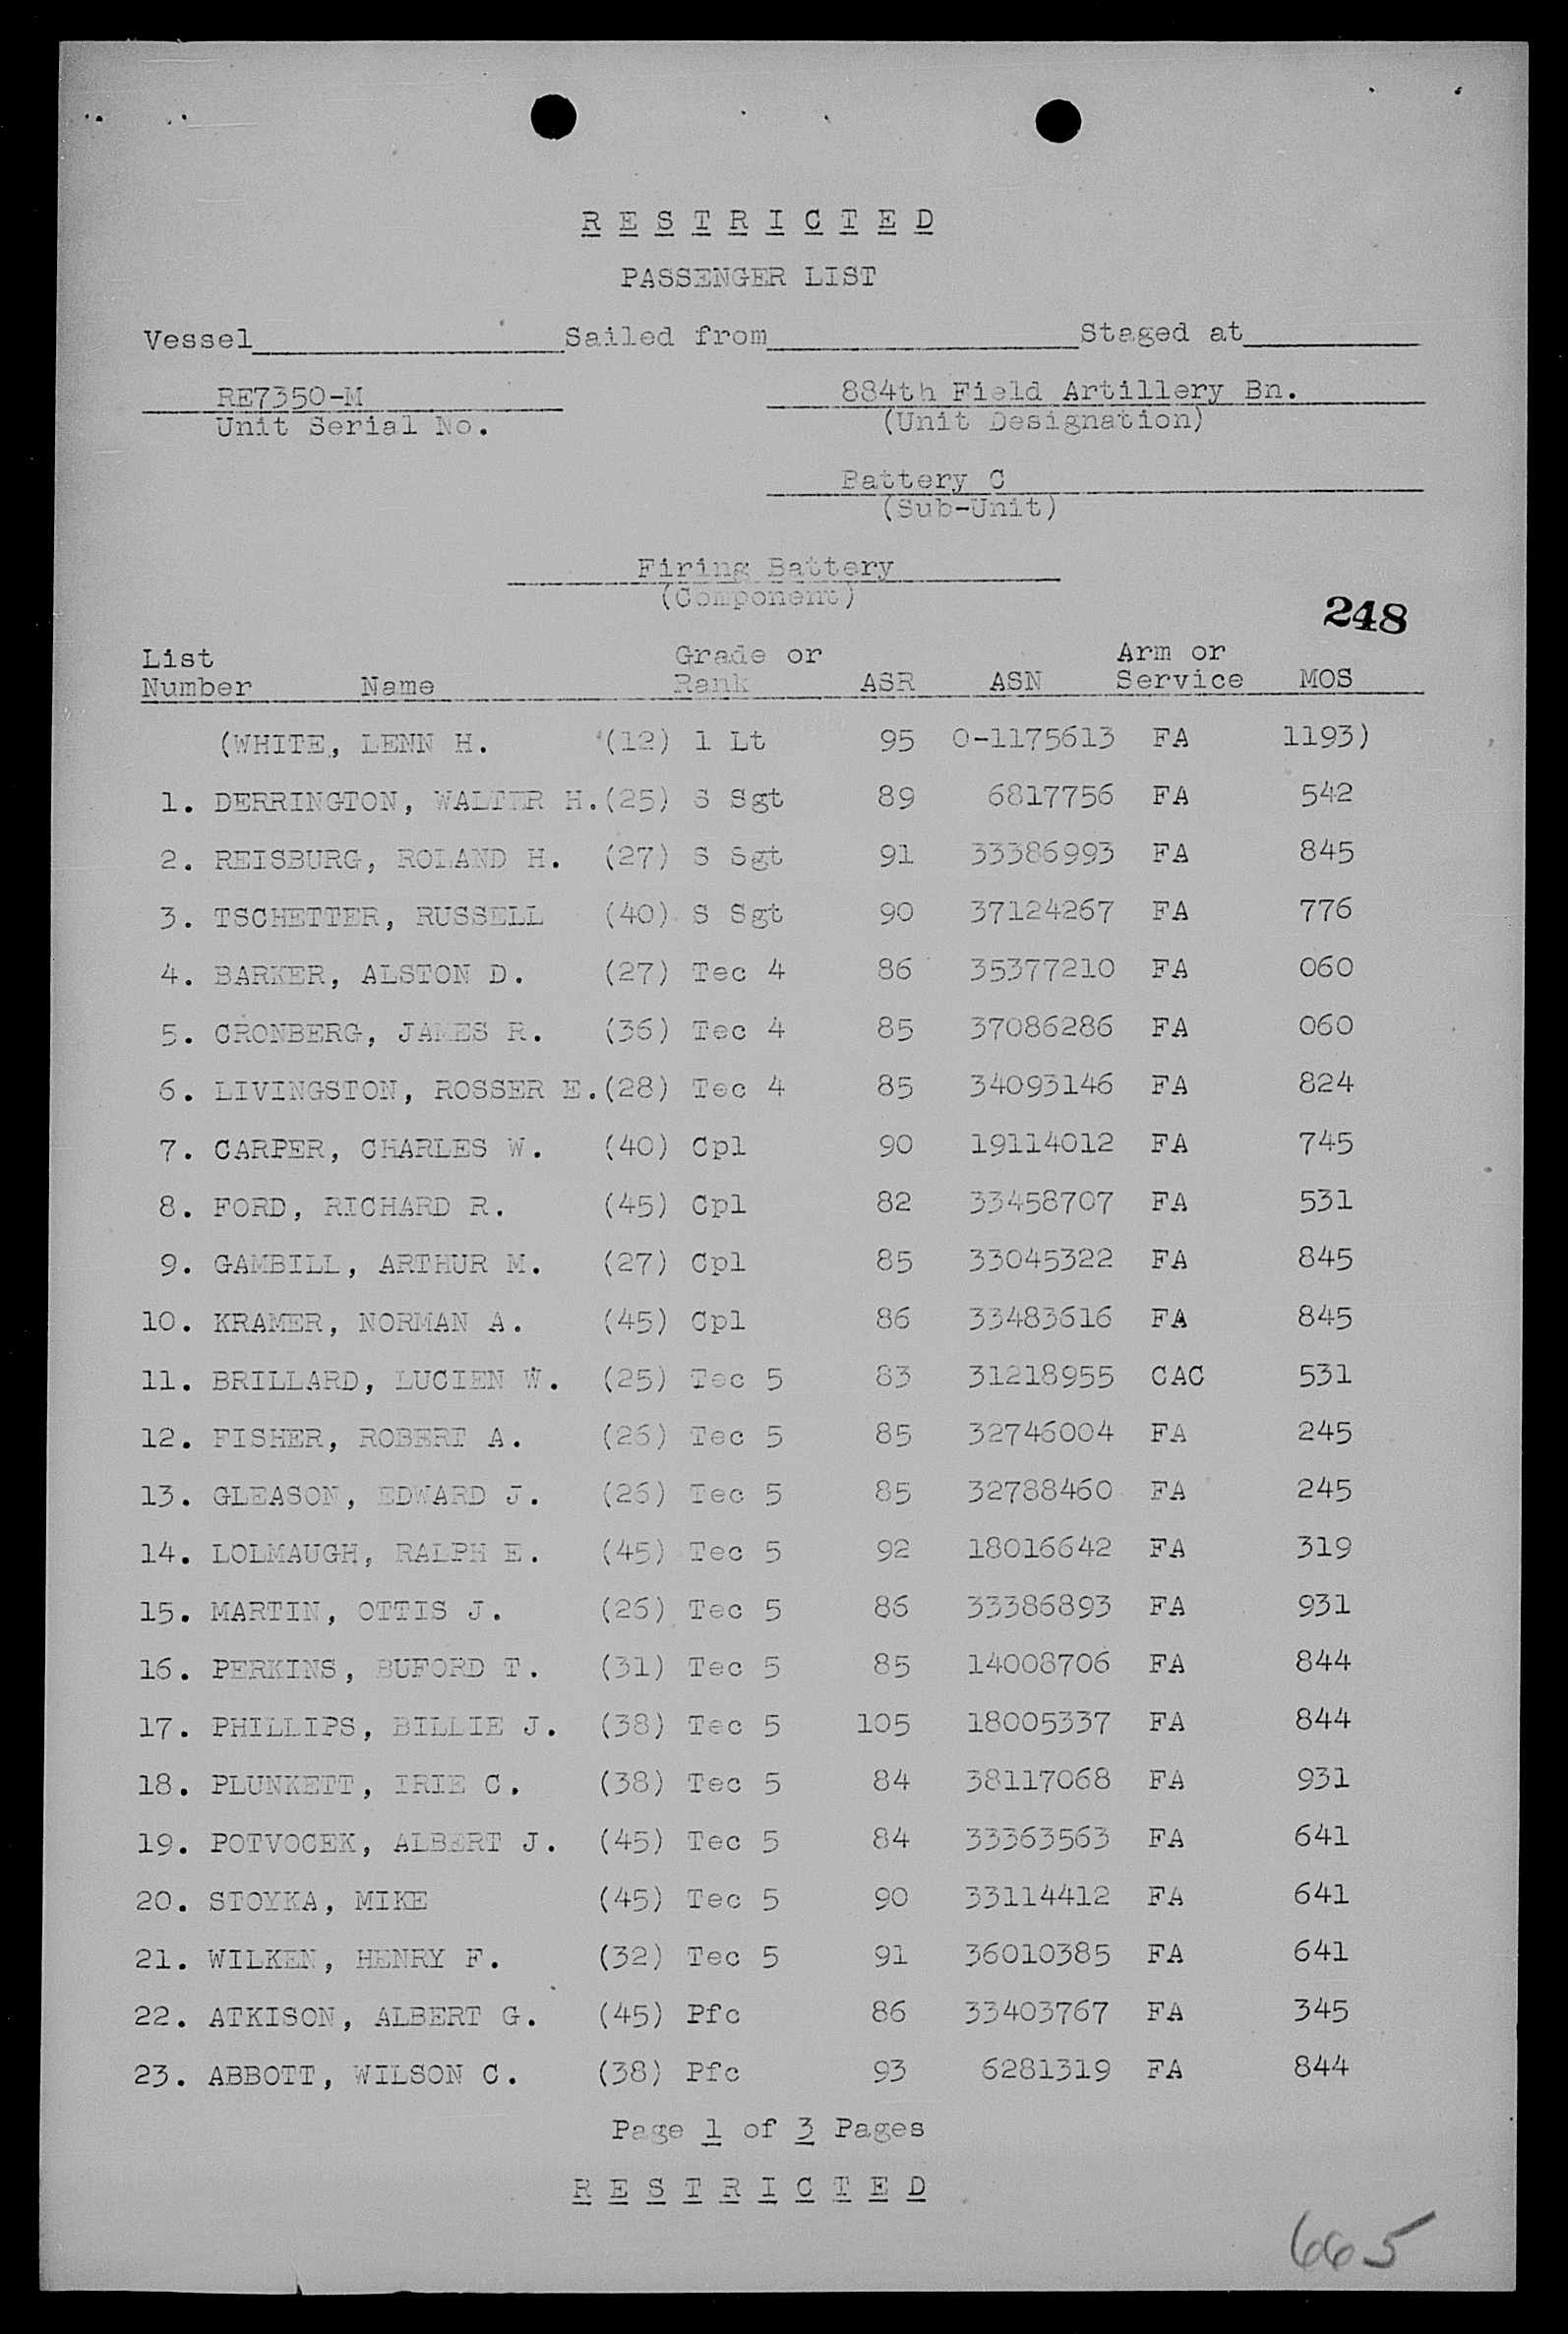 R E S T R I C T E D
PASSENGER LIST
Vessel Sailed from Staged at
RE7350-M 884th Field Artillery Bn.
Unit Serial No. (Unit Designation)
Battery C
(Sub-Unit)
Firing Battery
(Component)
248
List Grade or Arm or
Number Name Rank ASR ASN Service MOS
(WHITE, LENN H. (12) 1 Lt 95 O-1175613 FA 1193)
1. DERRINGTON, WALTER H.(25) S Sgt 89 6817756 FA 542
2. REISBURG, ROLAND H. (27) S Sgt 91 33386993 FA 845
3. TSCHETTER, RUSSELL (40) S Sgt 90 37124267 FA 776
4. BARKER, ALSTON D. (27) Tec 4 86 35377210 FA 060
5. CRONBERG, JAMES R. (36) Tec 4 85 37086286 FA 060
6. LIVINGSTON, ROSSER E.(28) Tec 4 85 34093146 FA 824
7. CARPER, CHARLES W. (40) Cpl 90 19114012 FA 745
8. FORD, RICHARD R. (45) Cpl 82 33458707 FA 531
9. GAMBILL, ARTHUR M. (27) Cpl 85 33045322 FA 845
10. KRAMER, NORMAN A. (45) Cpl 86 33483616 FA 845
11. BRILLARD, LUCIEN W. (25) Tec 5 83 31218955 CAC 531
12. FISHER, ROBERT A. (26) Tec 5 85 32746004 FA 245
13. GLEASON, EDWARD J. (26) Tec 5 85 32788460 FA 245
14. LOLMAUGH, RALPH E. (45) Tec 5 92 18016642 FA 319
15. MARTIN, OTTIS J. (26) Tec 5 86 33386893 FA 931
16. PERKINS, BUFORD T. (31) Tec 5 85 14008706 FA 844
17. PHILLIPS, BILLIE J. (38) Tec 5 105 18005337 FA 844
18. PLUNKETT, IRIE C. (38) Tec 5 84 38117068 FA 931
19. POTVOCEK, ALBERT J. (45) Tec 5 84 33363563 FA 641
20. STOYKA, MIKE (45) Tec 5 90 33114412 FA 641
21. WILKEN, HENRY F. (32) Tec 5 91 36010385 FA 641
22. ATKISON, ALBERT G. (45) Pfc 86 33403767 FA 345
23. ABBOTT, WILSON C. (38) Pfc 93 6281319 FA 844
Page 1 of 3 Pages
R E S T R I C T E D
665